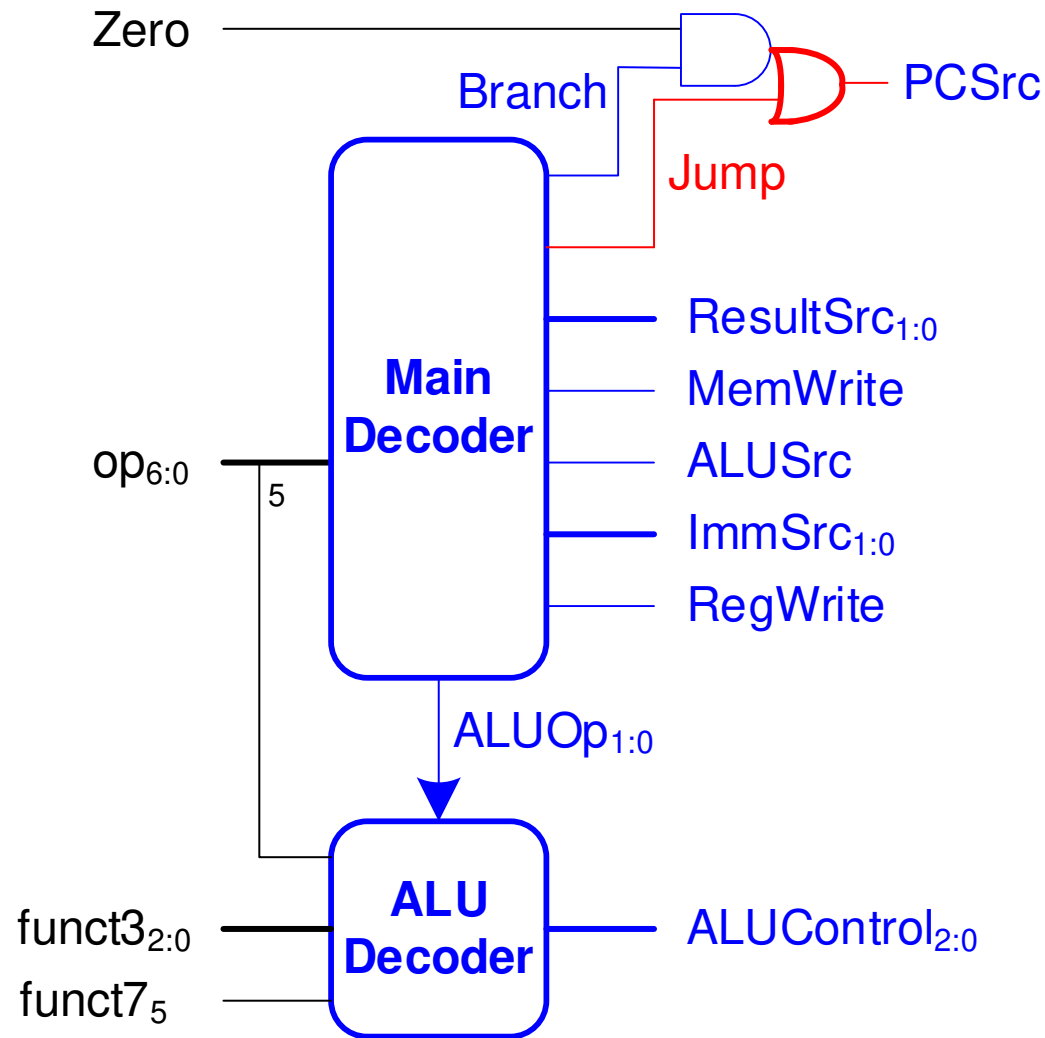 Zero
Branch
PCSrc
Jump
ResultSrc1:0
Main
Decoder
MemWrite
op6:0
5
ALUSrc
ImmSrc1:0
RegWrite
ALUOp1:0
ALU
Decoder
funct32:0
ALUControl2:0
funct75